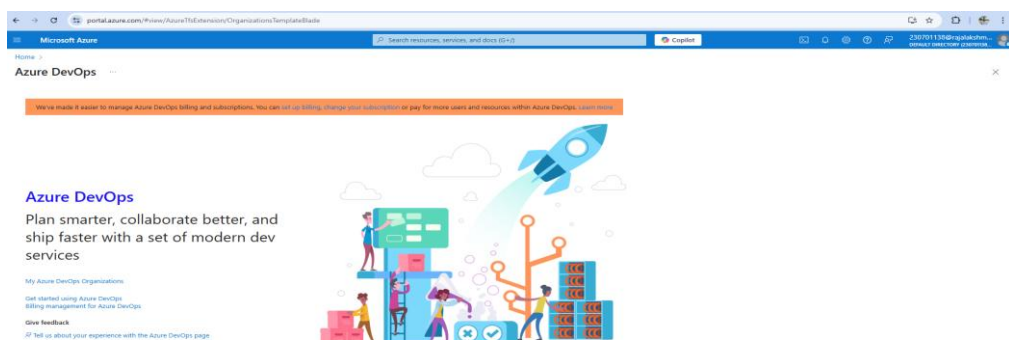 portal.azure.com/#view/AzureTfsExtension/OrganizationsTemplateBlade
Microsoft Azure
Search resources, services, and docs (G+/)
Copilot
230701138@rajalakshm...
DEFAULT DIRECTORY
Home >
Azure DevOps ...
We've made it easier to manage Azure DevOps billing and subscriptions. You can set up billing, change your subscription or pay for more users and resources within Azure DevOps. Learn more
Azure DevOps
Plan smarter, collaborate better, and
ship faster with a set of modern dev
services
My Azure DevOps Organizations
Get started using Azure DevOps
Billing management for Azure DevOps
Give feedback
Tell us about your experience with the Azure DevOps page